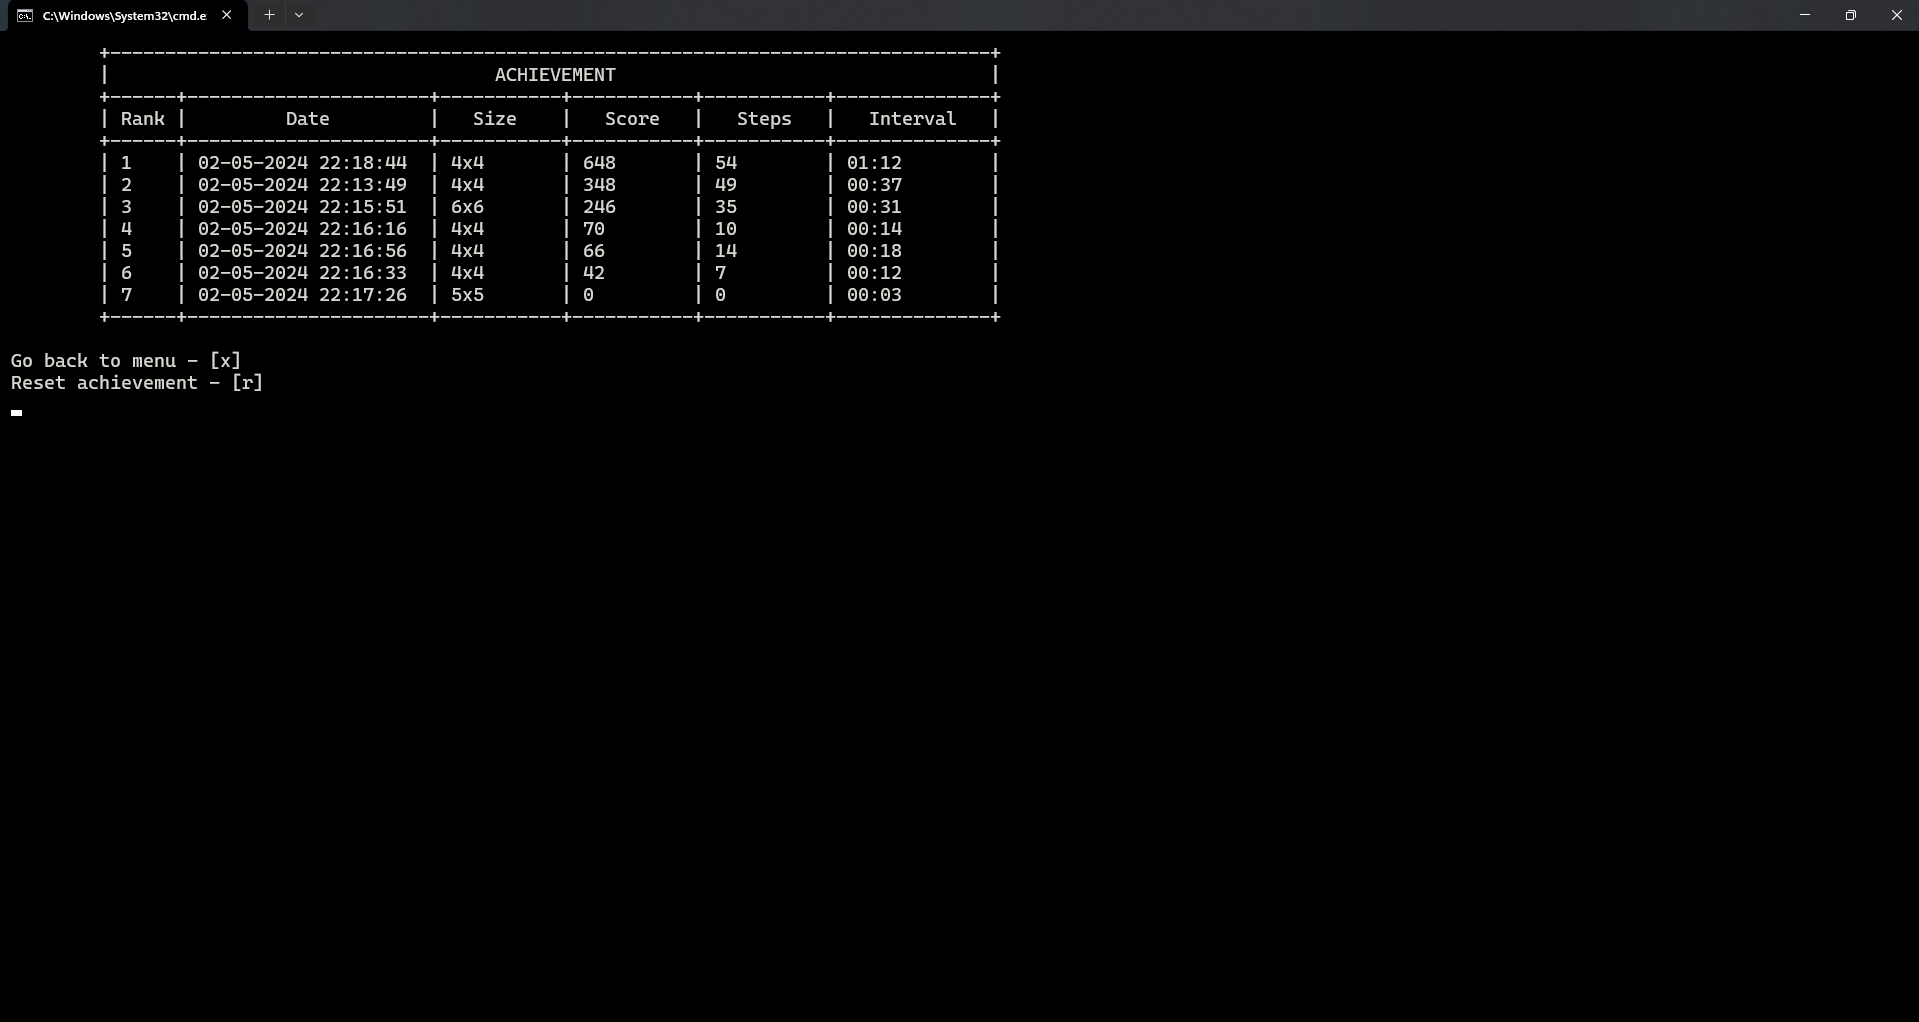 C:\Windows\System32\cmd.e
+--------------------------------------------------------------------------------+
|                                   ACHIEVEMENT                                  |
+------+----------------------+-----------+-----------+-----------+--------------+
| Rank |         Date         |   Size    |   Score   |   Steps   |   Interval   |
+------+----------------------+-----------+-----------+-----------+--------------+
| 1    | 02-05-2024 22:18:44  | 4x4       | 648       | 54        | 01:12        |
| 2    | 02-05-2024 22:13:49  | 4x4       | 348       | 49        | 00:37        |
| 3    | 02-05-2024 22:15:51  | 6x6       | 246       | 35        | 00:31        |
| 4    | 02-05-2024 22:16:16  | 4x4       | 70        | 10        | 00:14        |
| 5    | 02-05-2024 22:16:56  | 4x4       | 66        | 14        | 00:18        |
| 6    | 02-05-2024 22:16:33  | 4x4       | 42        | 7         | 00:12        |
| 7    | 02-05-2024 22:17:26  | 5x5       | 0         | 0         | 00:03        |
+------+----------------------+-----------+-----------+-----------+--------------+
Go back to menu - [x]
Reset achievement - [r]